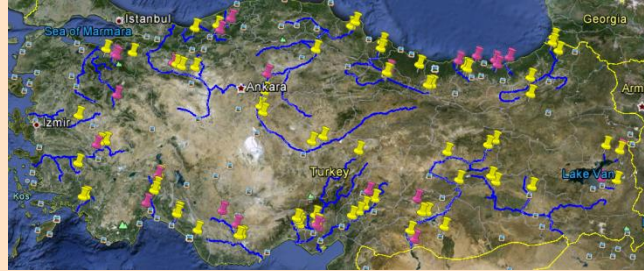 Istanbul
Georgia
Sea of Marmara
Ankara
Arm
Izmir
Turkey
Lake Van
Kos